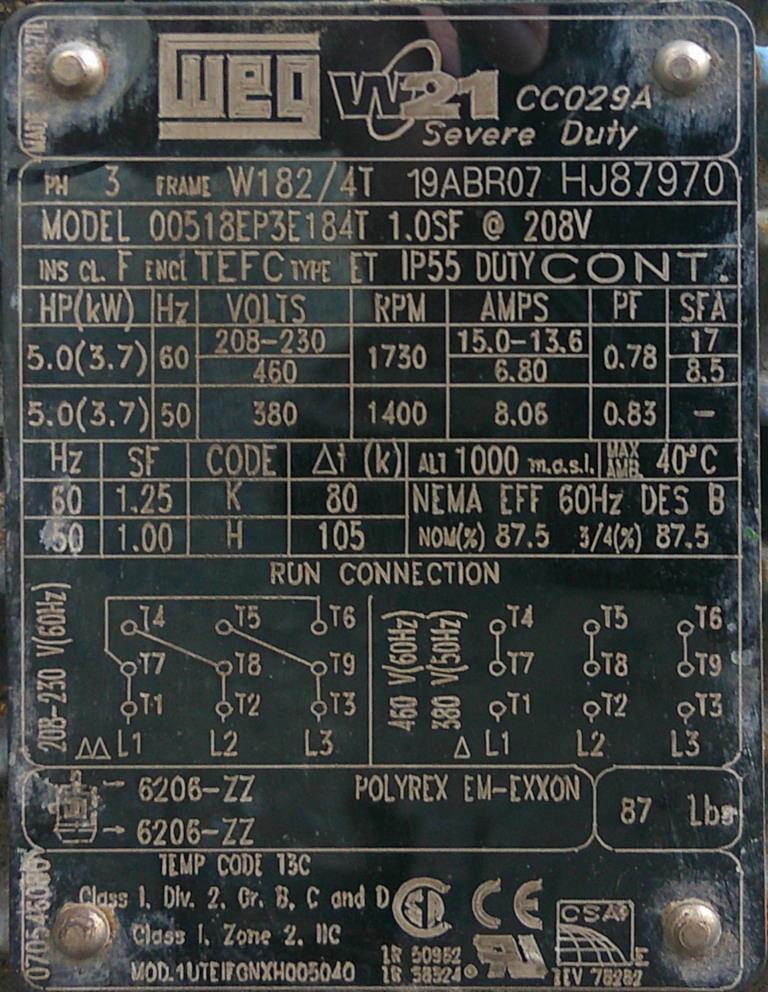 WEG W21 CC029A
Severe Duty
PH 3 FRAME W182/4T 19ABR07 HJ87970
MODEL 00518EP3E184T 1.0SF @ 208V
INS CL. F ENCL TEFC TYPE ET IP55 DUTY CONT.
HP(kW) Hz VOLTS RPM AMPS PF SFA
5.0(3.7) 60 208-230 1730 15.0-13.6 0.78 17
460 6.80 8.5
5.0(3.7) 50 380 1400 8.06 0.83 -
Hz SF CODE Δt (k) ALT 1000 m.a.s.l. MAX AMB. 40°C
60 1.25 K 80 NEMA EFF 60Hz DES B
50 1.00 H 105 NOM(%) 87.5 3/4(%) 87.5
RUN CONNECTION
208-230 V(60Hz)
T4 T5 T6
T7 T8 T9
T1 T2 T3
ΔΔ L1 L2 L3
460 V(60Hz)
380 V(50Hz)
T4 T5 T6
T7 T8 T9
T1 T2 T3
Δ L1 L2 L3
6206-ZZ POLYREX EM-EXXON
6206-ZZ
87 Lbs
TEMP CODE T3C
Class I, Div. 2, Gr. B, C and D
Class I, Zone 2, IIC
LR 50962
LR 38324
CSA
E
EEV 78282